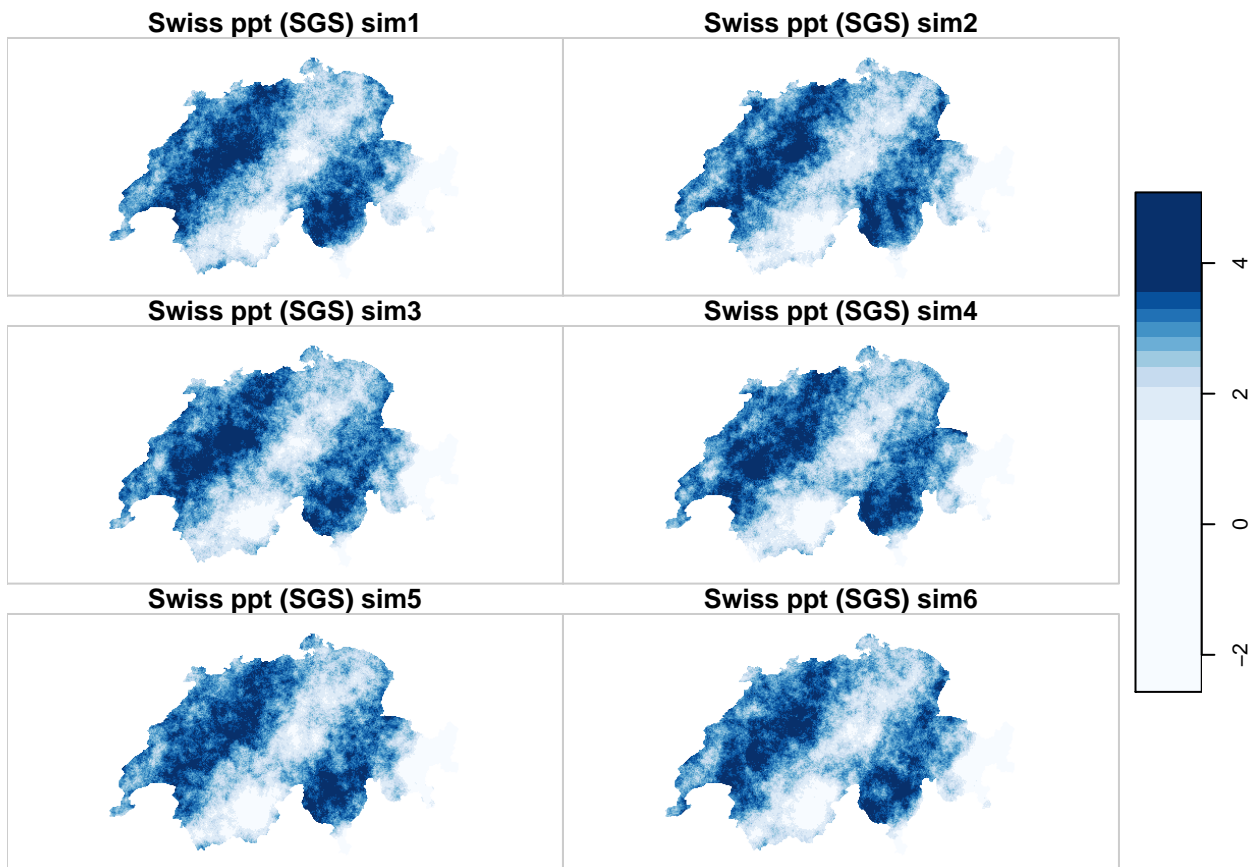 Swiss ppt (SGS) sim1
Swiss ppt (SGS) sim2
Swiss ppt (SGS) sim3
Swiss ppt (SGS) sim4
Swiss ppt (SGS) sim5
Swiss ppt (SGS) sim6
4
2
0
−2